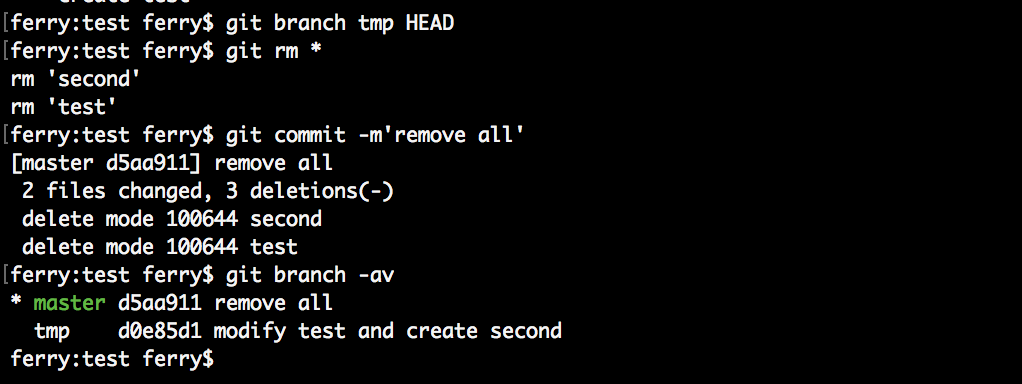 create test
[ferry:test ferry$ git branch tmp HEAD
[ferry:test ferry$ git rm *
rm 'second'
rm 'test'
[ferry:test ferry$ git commit -m'remove all'
[master d5aa911] remove all
 2 files changed, 3 deletions(-)
 delete mode 100644 second
 delete mode 100644 test
[ferry:test ferry$ git branch -av
* master d5aa911 remove all
  tmp    d0e85d1 modify test and create second
ferry:test ferry$